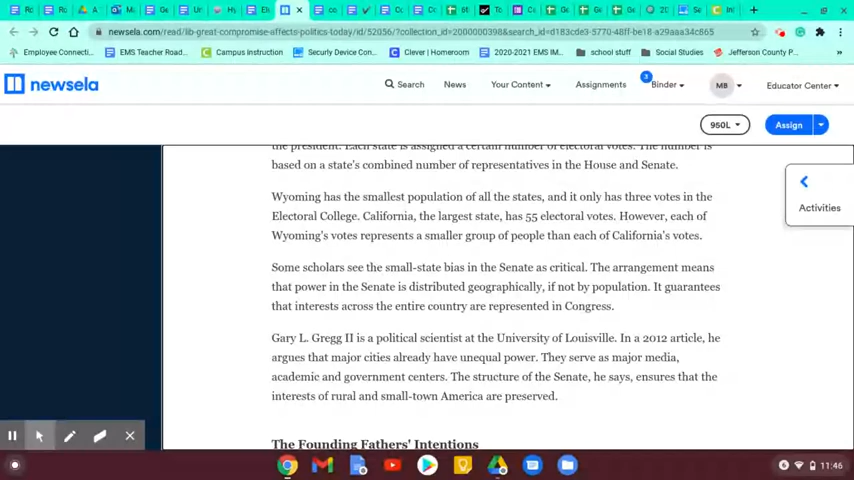 newsela.com/read/lib-great-compromise-affects-politics-today/id/52056/?collection_id=2000000398&search_id=d183cde3-5770-48ff-be18-a29aaa34c865
Employee Connection...
EMS Teacher Road...
Campus Instruction
Securly Device Con...
Clever | Homeroom
2020-2021 EMS IM...
school stuff
Social Studies
Jefferson County P...
newsela
Search
News
Your Content
Assignments
3
Binder
MB
Educator Center
950L
Assign
the president. Each state is assigned a certain number of electoral votes. The number is
based on a state's combined number of representatives in the House and Senate.
Wyoming has the smallest population of all the states, and it only has three votes in the
Electoral College. California, the largest state, has 55 electoral votes. However, each of
Wyoming's votes represents a smaller group of people than each of California's votes.
Activities
Some scholars see the small-state bias in the Senate as critical. The arrangement means
that power in the Senate is distributed geographically, if not by population. It guarantees
that interests across the entire country are represented in Congress.
Gary L. Gregg II is a political scientist at the University of Louisville. In a 2012 article, he
argues that major cities already have unequal power. They serve as major media,
academic and government centers. The structure of the Senate, he says, ensures that the
interests of rural and small-town America are preserved.
The Founding Fathers' Intentions
11:46